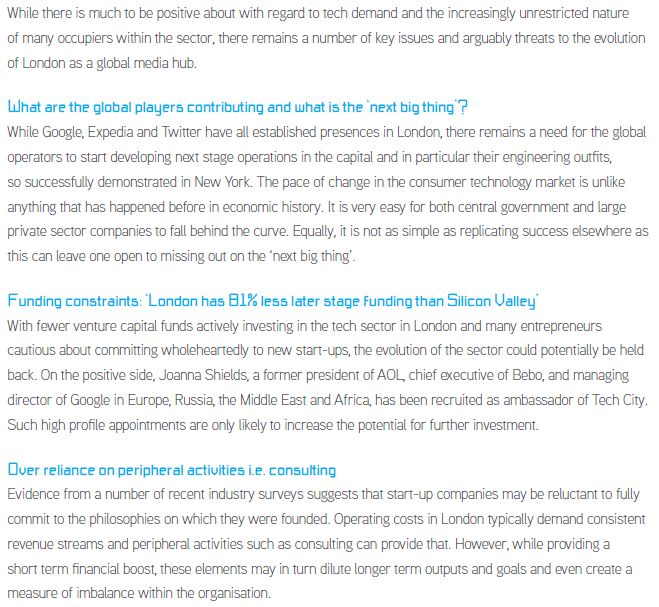 While there is much to be positive about with regard to tech demand and the increasingly unrestricted nature
of many occupiers within the sector, there remains a number of key issues and arguably threats to the evolution
of London as a global media hub.
What are the global players contributing and what is the 'next big thing'?
While Google, Expedia and Twitter have all established presences in London, there remains a need for the global
operators to start developing next stage operations in the capital and in particular their engineering outfits,
so successfully demonstrated in New York. The pace of change in the consumer technology market is unlike
anything that has happened before in economic history. It is very easy for both central government and large
private sector companies to fall behind the curve. Equally, it is not as simple as replicating success elsewhere as
this can leave one open to missing out on the 'next big thing'.
Funding constraints: 'London has 81% less later stage funding than Silicon Valley'
With fewer venture capital funds actively investing in the tech sector in London and many entrepreneurs
cautious about committing wholeheartedly to new start-ups, the evolution of the sector could potentially be held
back. On the positive side, Joanna Shields, a former president of AOL, chief executive of Bebo, and managing
director of Google in Europe, Russia, the Middle East and Africa, has been recruited as ambassador of Tech City.
Such high profile appointments are only likely to increase the potential for further investment.
Over reliance on peripheral activities i.e. consulting
Evidence from a number of recent industry surveys suggests that start-up companies may be reluctant to fully
commit to the philosophies on which they were founded. Operating costs in London typically demand consistent
revenue streams and peripheral activities such as consulting can provide that. However, while providing a
short term financial boost, these elements may in turn dilute longer term outputs and goals and even create a
measure of imbalance within the organisation.